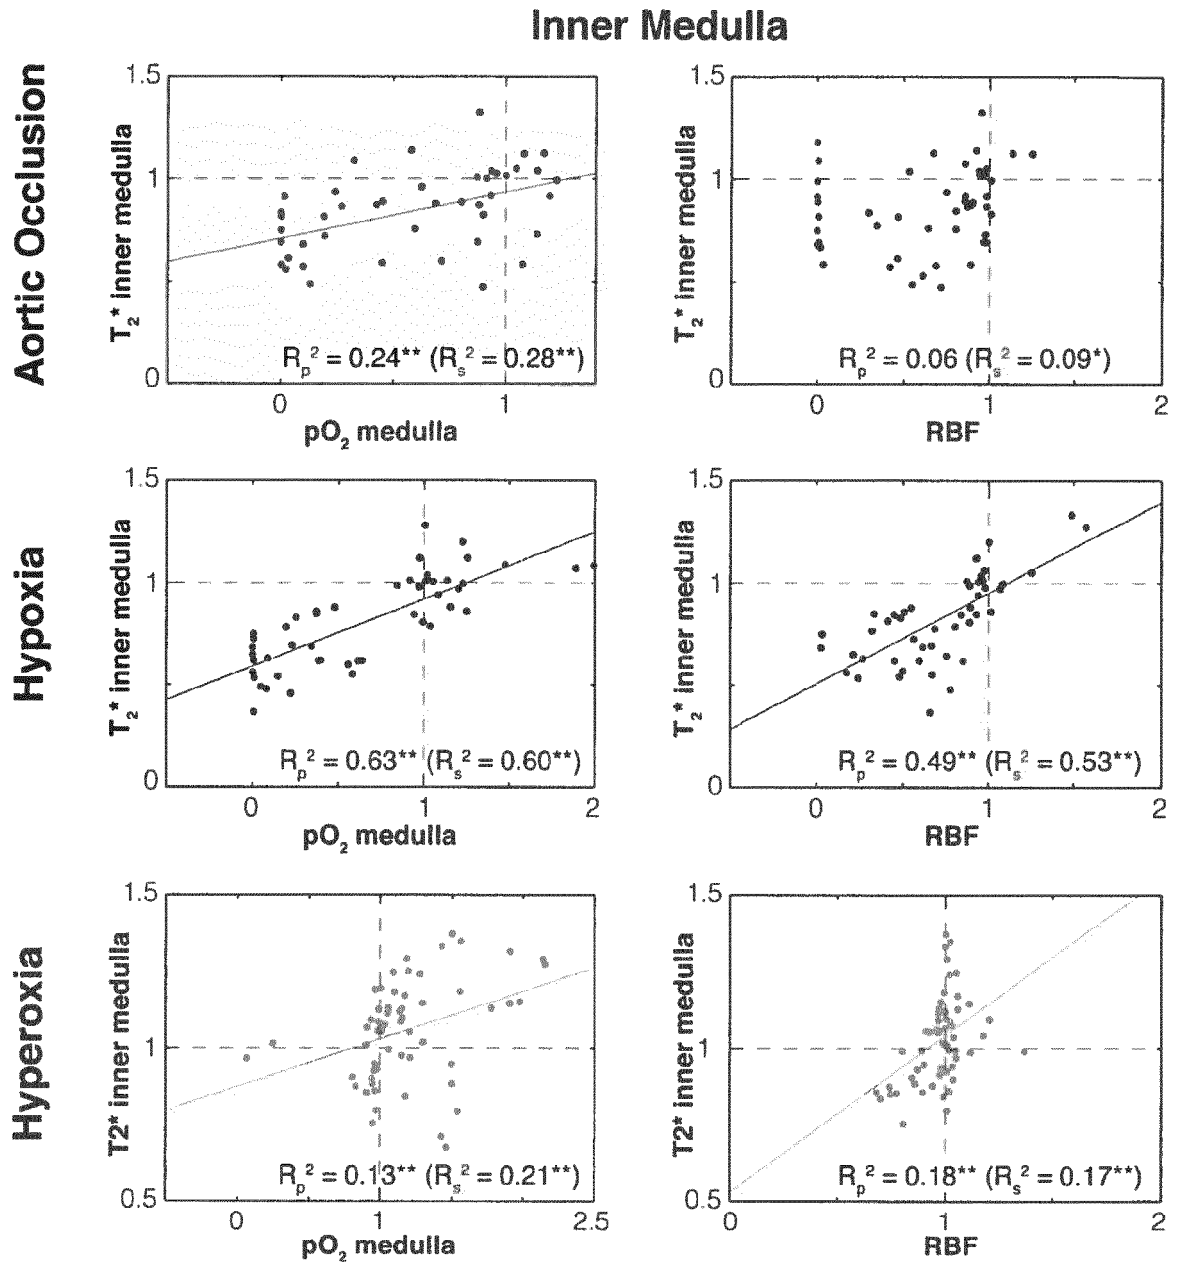 Inner Medulla
Aortic Occlusion
T₂* inner medulla
1.5
1
0
Rₚ² = 0.24** (Rₛ² = 0.28**)
0 1
pO₂ medulla
T₂* inner medulla
1.5
1
0
Rₚ² = 0.06 (Rₛ² = 0.09*)
0 1 2
RBF
Hypoxia
T₂* inner medulla
1.5
1
0
Rₚ² = 0.63** (Rₛ² = 0.60**)
0 1 2
pO₂ medulla
T₂* inner medulla
1.5
1
0
Rₚ² = 0.49** (Rₛ² = 0.53**)
0 1 2
RBF
Hyperoxia
T2* inner medulla
1.5
1
0.5
Rₚ² = 0.13** (Rₛ² = 0.21**)
0 1 2.5
pO₂ medulla
T2* inner medulla
1.5
1
0.5
Rₚ² = 0.18** (Rₛ² = 0.17**)
0 1 2
RBF